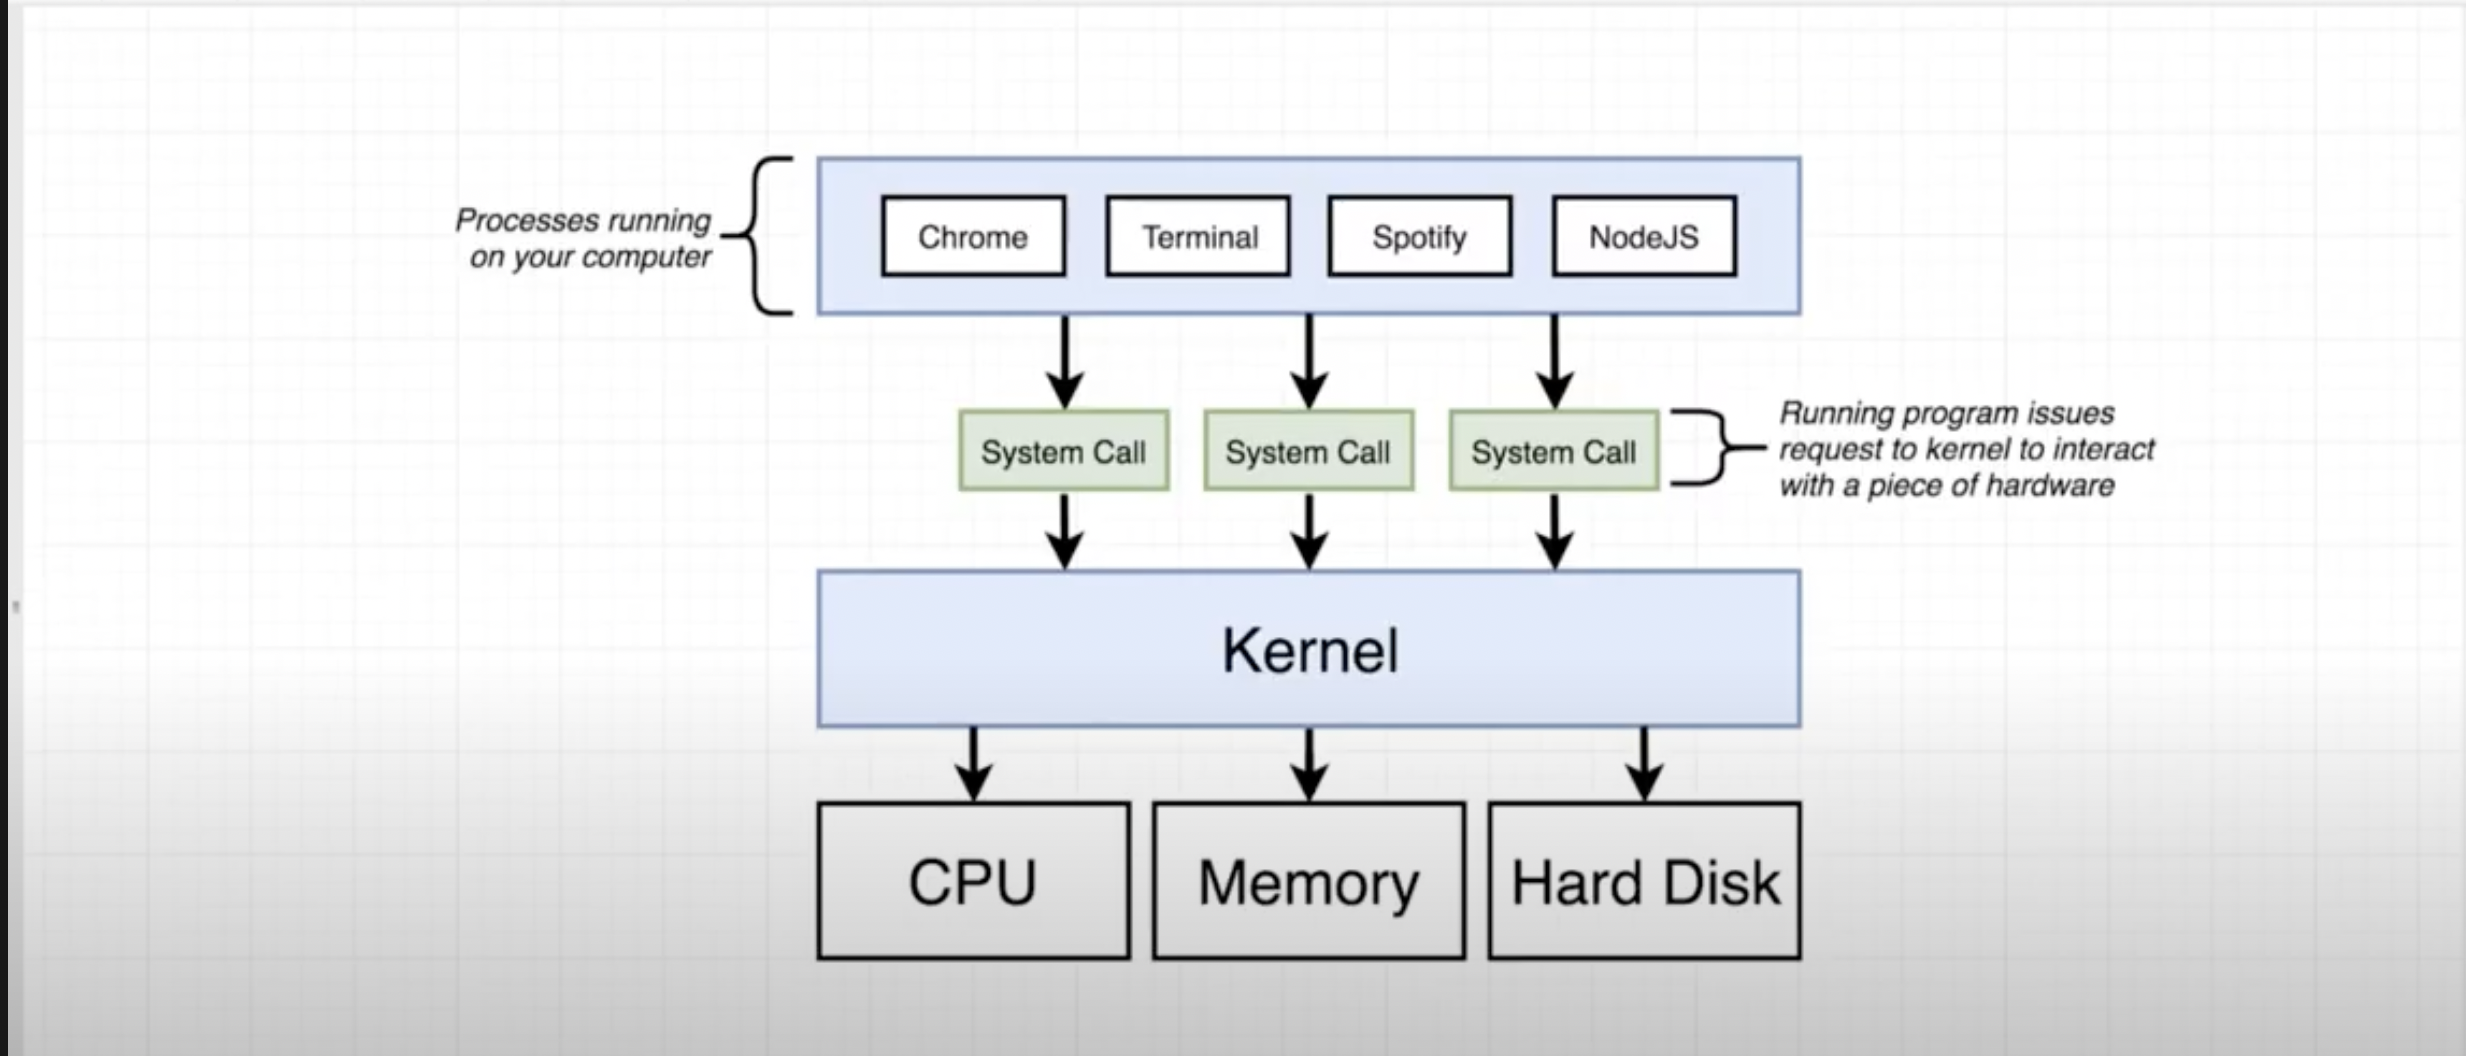 Processes running
on your computer
Chrome
Terminal
Spotify
NodeJS
System Call
System Call
System Call
Running program issues
request to kernel to interact
with a piece of hardware
Kernel
CPU
Memory
Hard Disk